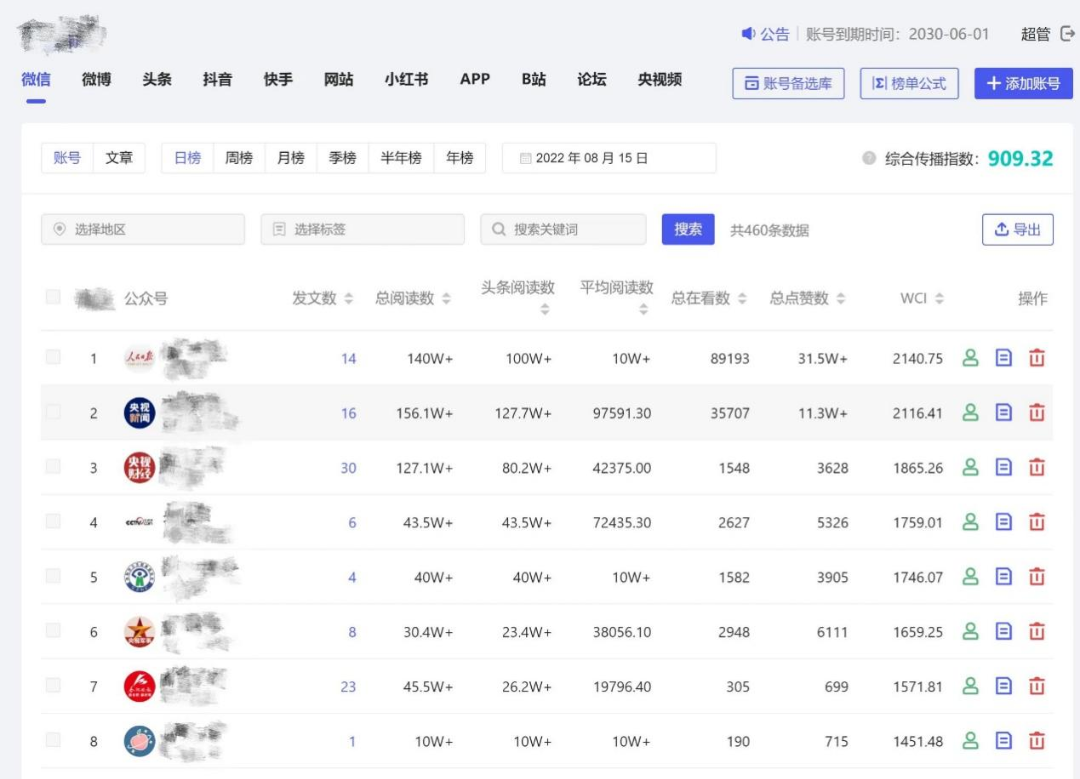 公告 账号到期时间：2030-06-01 超管
微信 微博 头条 抖音 快手 网站 小红书 APP B站 论坛 央视频 账号备选库 榜单公式 添加账号
账号 文章 日榜 周榜 月榜 季榜 半年榜 年榜 2022 年 08 月 15 日 综合传播指数： 909.32
选择地区 选择标签 搜索关键词 搜索 共460条数据 导出
公众号 发文数 总阅读数 头条阅读数 平均阅读数 总在看数 总点赞数 WCI 操作
1 人民日报 14 140W+ 100W+ 10W+ 89193 31.5W+ 2140.75
2 央视新闻 16 156.1W+ 127.7W+ 97591.30 35707 11.3W+ 2116.41
3 央视财经 30 127.1W+ 80.2W+ 42375.00 1548 3628 1865.26
4 6 43.5W+ 43.5W+ 72435.30 2627 5326 1759.01
5 4 40W+ 40W+ 10W+ 1582 3905 1746.07
6 8 30.4W+ 23.4W+ 38056.10 2948 6111 1659.25
7 23 45.5W+ 26.2W+ 19796.40 305 699 1571.81
8 1 10W+ 10W+ 10W+ 190 715 1451.48